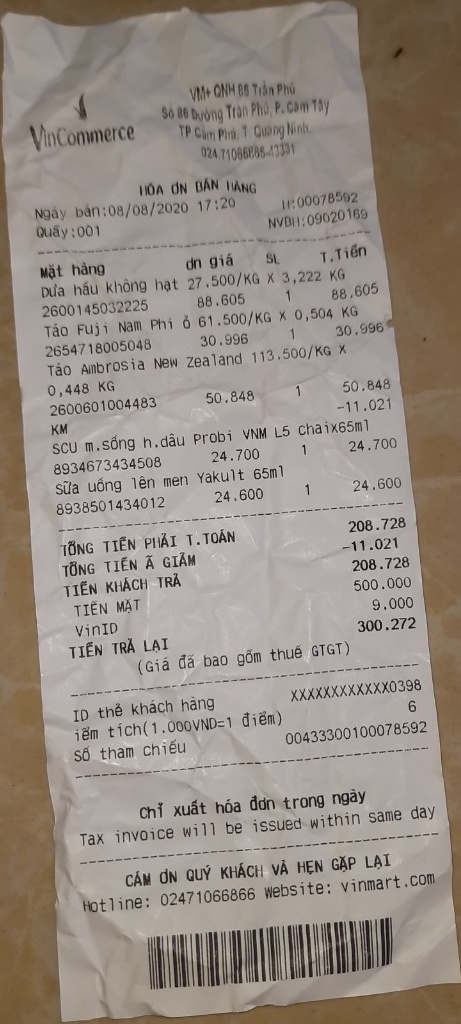 VinCommerce
VM+ QNH 86 Trần Phú
Số 86 Đường Trần Phú, P. Cẩm Tây
TP Cẩm Phả, T. Quảng Ninh
024.71066866-43331
HÓA ƠN BÁN HÀNG
Ngày bán:08/08/2020 17:20 H:00078592
Quầy:001 NVBH:09020169
Mặt hàng ơn giá SL T.Tiền
Dưa hấu không hạt 27.500/KG X 3,222 KG
2600145032225 88.605 1 88.605
Táo Fuji Nam Phi ỏ 61.500/KG X 0,504 KG
2654718005048 30.996 1 30.996
Táo Ambrosia New Zealand 113.500/KG X
0,448 KG
2600601004483 50.848 1 50.848
KM -11.021
SCU m.sống h.dâu Probi VNM L5 chaix65ml
8934673434508 24.700 1 24.700
Sữa uống lên men Yakult 65ml
8938501434012 24.600 1 24.600
TỔNG TIỀN PHẢI T.TOÁN 208.728
TỔNG TIỀN Ã GIẢM -11.021
TIỀN KHÁCH TRẢ 208.728
TIỀN MẶT 500.000
VinID 9.000
TIỀN TRẢ LẠI 300.272
(Giá đã bao gồm thuế GTGT)
ID thẻ khách hàng XXXXXXXXXXXX0398
iểm tích(1.000VND=1 điểm) 6
Số tham chiếu 00433300100078592
Chỉ xuất hóa đơn trong ngày
Tax invoice will be issued within same day
CẢM ƠN QUÝ KHÁCH VÀ HẸN GẶP LẠI
Hotline: 02471066866 Website: vinmart.com